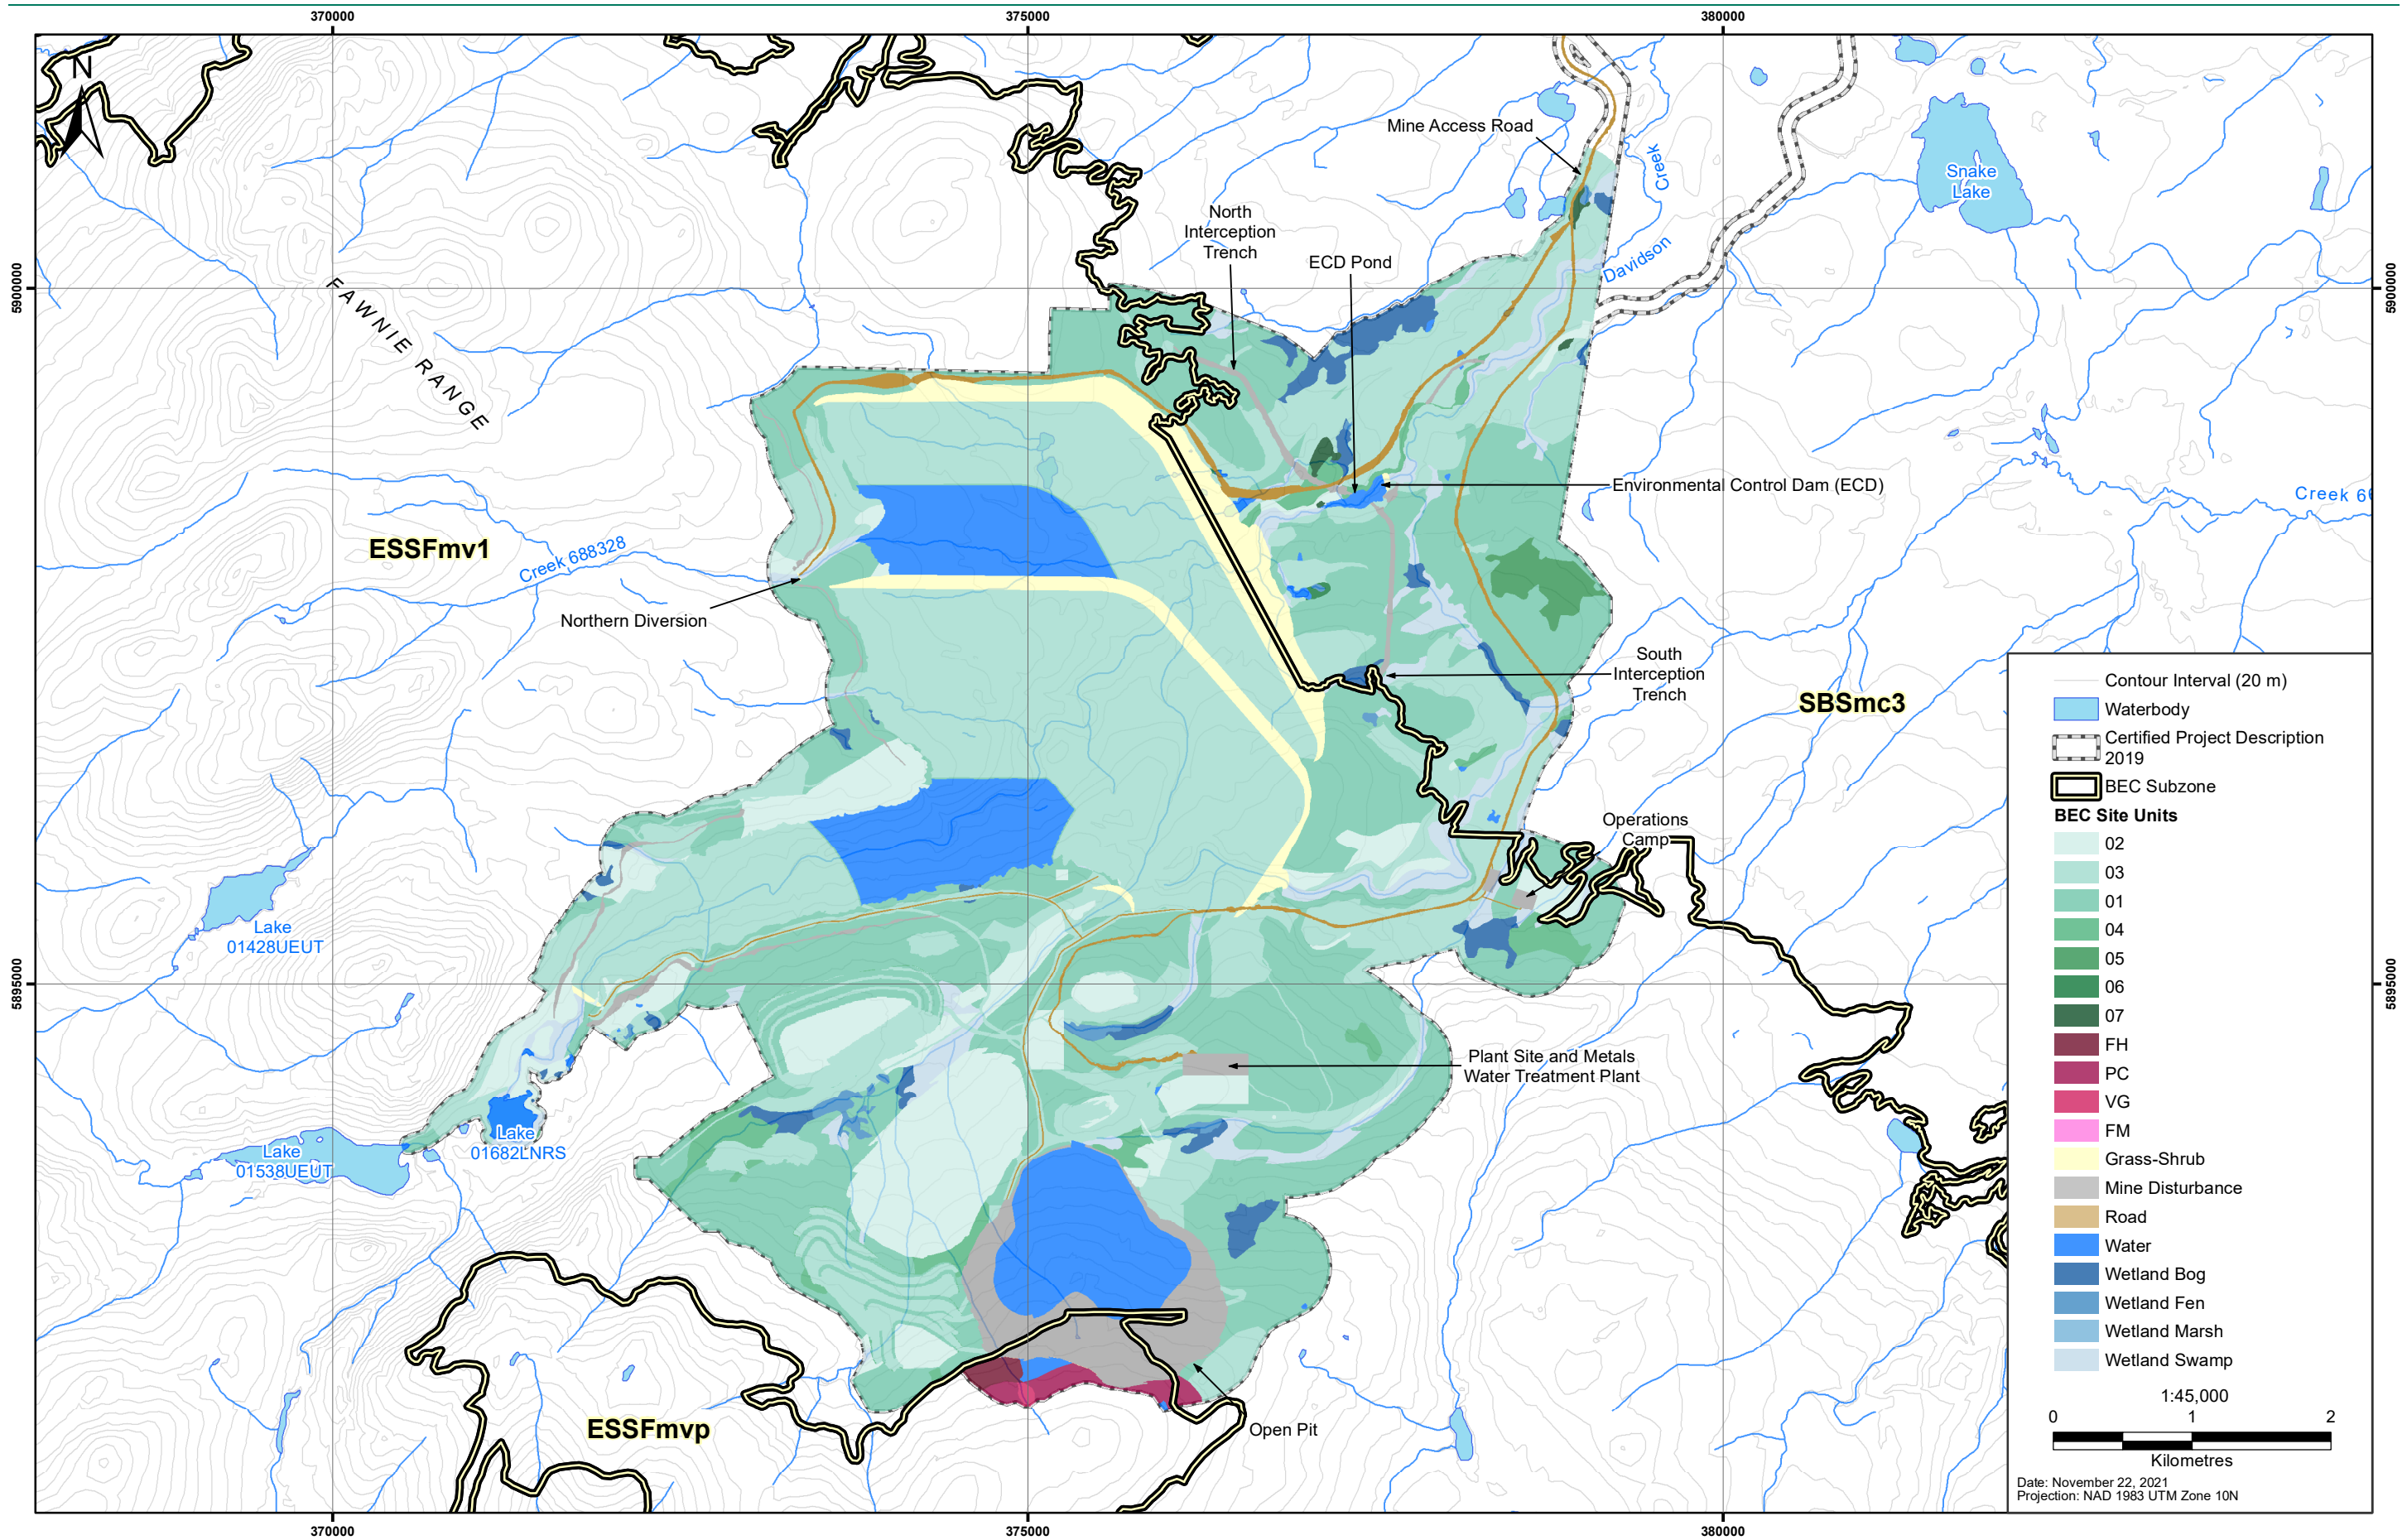 370000
375000
380000
N
Mine Access Road
Creek
Snake
Lake
North
Interception
Trench
ECD Pond
Davidson
5900000
5900000
FAWNIE RANGE
Environmental Control Dam (ECD)
Creek 66
ESSFmv1
Creek 688328
Northern Diversion
South
Interception
Trench
SBSmc3
Operations
Camp
Lake
01428UEUT
5895000
5895000
Plant Site and Metals
Water Treatment Plant
Lake
01682LNRS
Lake
01538UEUT
ESSFmvp
Open Pit
Contour Interval (20 m)
Waterbody
Certified Project Description
2019
BEC Subzone
BEC Site Units
02
03
01
04
05
06
07
FH
PC
VG
FM
Grass-Shrub
Mine Disturbance
Road
Water
Wetland Bog
Wetland Fen
Wetland Marsh
Wetland Swamp
1:45,000
0 1 2
Kilometres
Date: November 22, 2021
Projection: NAD 1983 UTM Zone 10N
370000
375000
380000